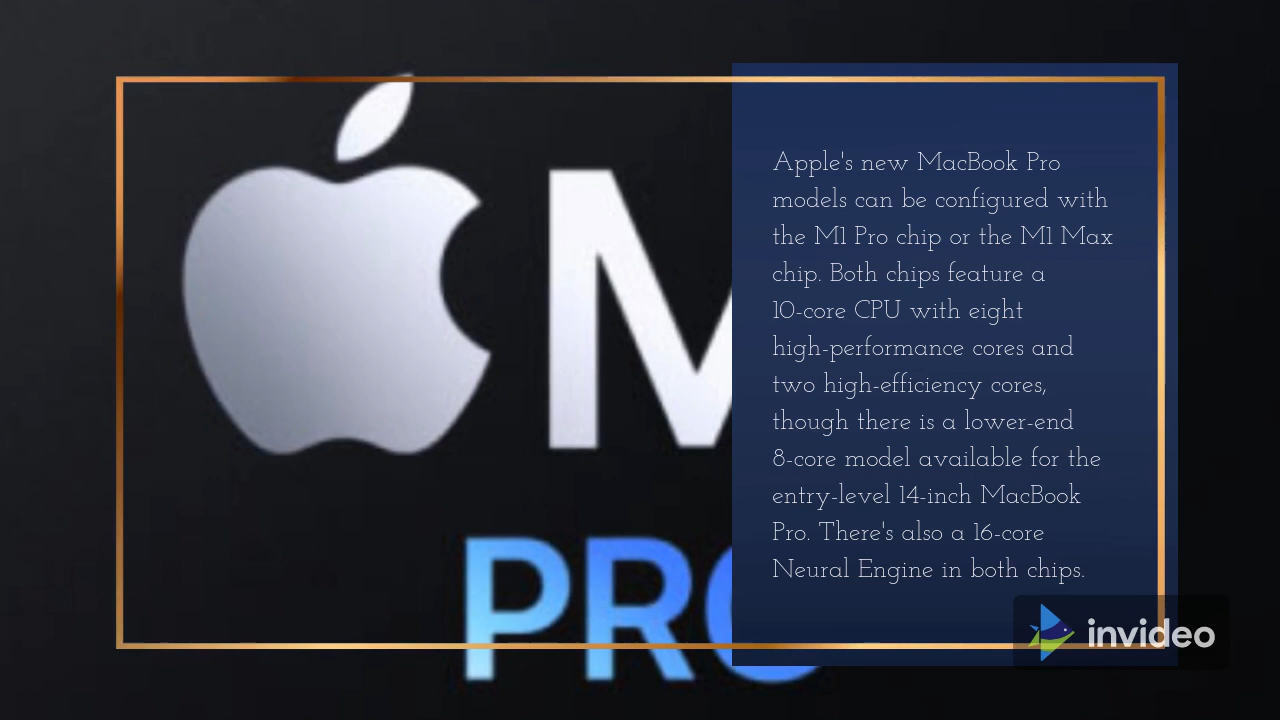 M
PRO
Apple's new MacBook Pro
models can be configured with
the M1 Pro chip or the M1 Max
chip. Both chips feature a
10-core CPU with eight
high-performance cores and
two high-efficiency cores,
though there is a lower-end
8-core model available for the
entry-level 14-inch MacBook
Pro. There's also a 16-core
Neural Engine in both chips.
invideo